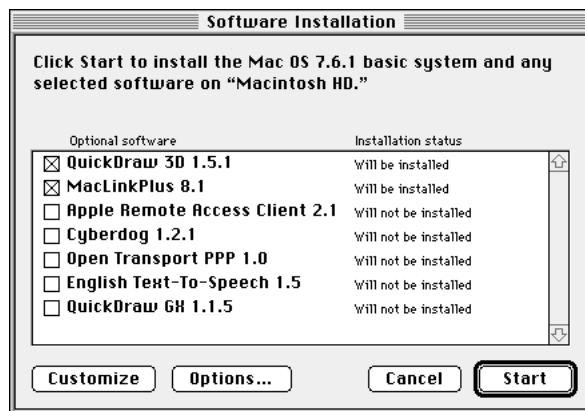 Software Installation
Click Start to install the Mac OS 7.6.1 basic system and any
selected software on “Macintosh HD.”
Optional software Installation status
QuickDraw 3D 1.5.1 Will be installed
MacLinkPlus 8.1 Will be installed
Apple Remote Access Client 2.1 Will not be installed
Cyberdog 1.2.1 Will not be installed
Open Transport PPP 1.0 Will not be installed
English Text-To-Speech 1.5 Will not be installed
QuickDraw GX 1.1.5 Will not be installed
Customize Options... Cancel Start